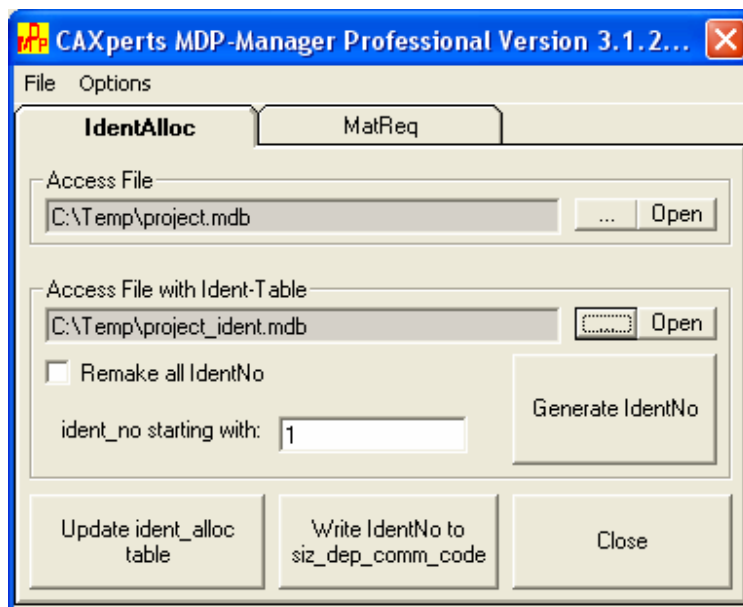 MDP CAXperts MDP-Manager Professional Version 3.1.2...
File Options
IdentAlloc MatReq
Access File
C:\Temp\project.mdb ... Open
Access File with Ident-Table
C:\Temp\project_ident.mdb ... Open
Remake all IdentNo
ident_no starting with: 1
Generate IdentNo
Update ident_alloc
table
Write IdentNo to
siz_dep_comm_code
Close